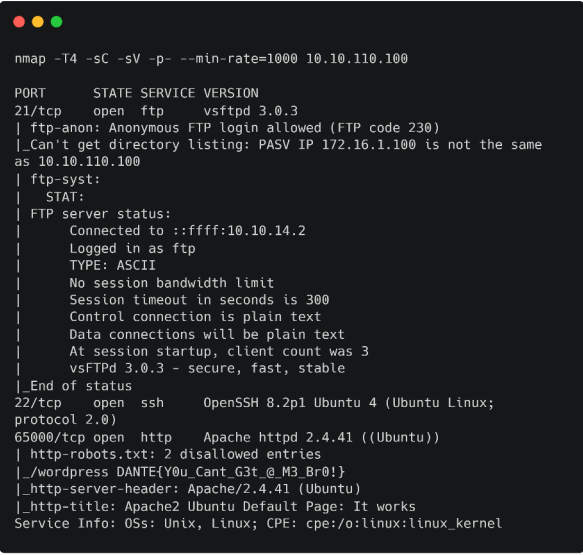 nmap -T4 -sC -sV -p- --min-rate=1000 10.10.110.100
PORT      STATE SERVICE VERSION
21/tcp    open  ftp     vsftpd 3.0.3
| ftp-anon: Anonymous FTP login allowed (FTP code 230)
|_Can't get directory listing: PASV IP 172.16.1.100 is not the same
as 10.10.110.100
| ftp-syst:
|   STAT:
| FTP server status:
|      Connected to ::ffff:10.10.14.2
|      Logged in as ftp
|      TYPE: ASCII
|      No session bandwidth limit
|      Session timeout in seconds is 300
|      Control connection is plain text
|      Data connections will be plain text
|      At session startup, client count was 3
|      vsFTPd 3.0.3 - secure, fast, stable
|_End of status
22/tcp    open  ssh     OpenSSH 8.2p1 Ubuntu 4 (Ubuntu Linux;
protocol 2.0)
65000/tcp open  http    Apache httpd 2.4.41 ((Ubuntu))
| http-robots.txt: 2 disallowed entries
|_/wordpress DANTE{Y0u_Cant_G3t_@_M3_Br0!}
|_http-server-header: Apache/2.4.41 (Ubuntu)
|_http-title: Apache2 Ubuntu Default Page: It works
Service Info: OSs: Unix, Linux; CPE: cpe:/o:linux:linux_kernel